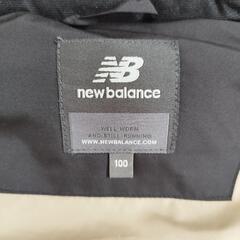 NB
new balance
WELL WORN
AND STILL RUNNING
WWW.NEWBALANCE.COM
100